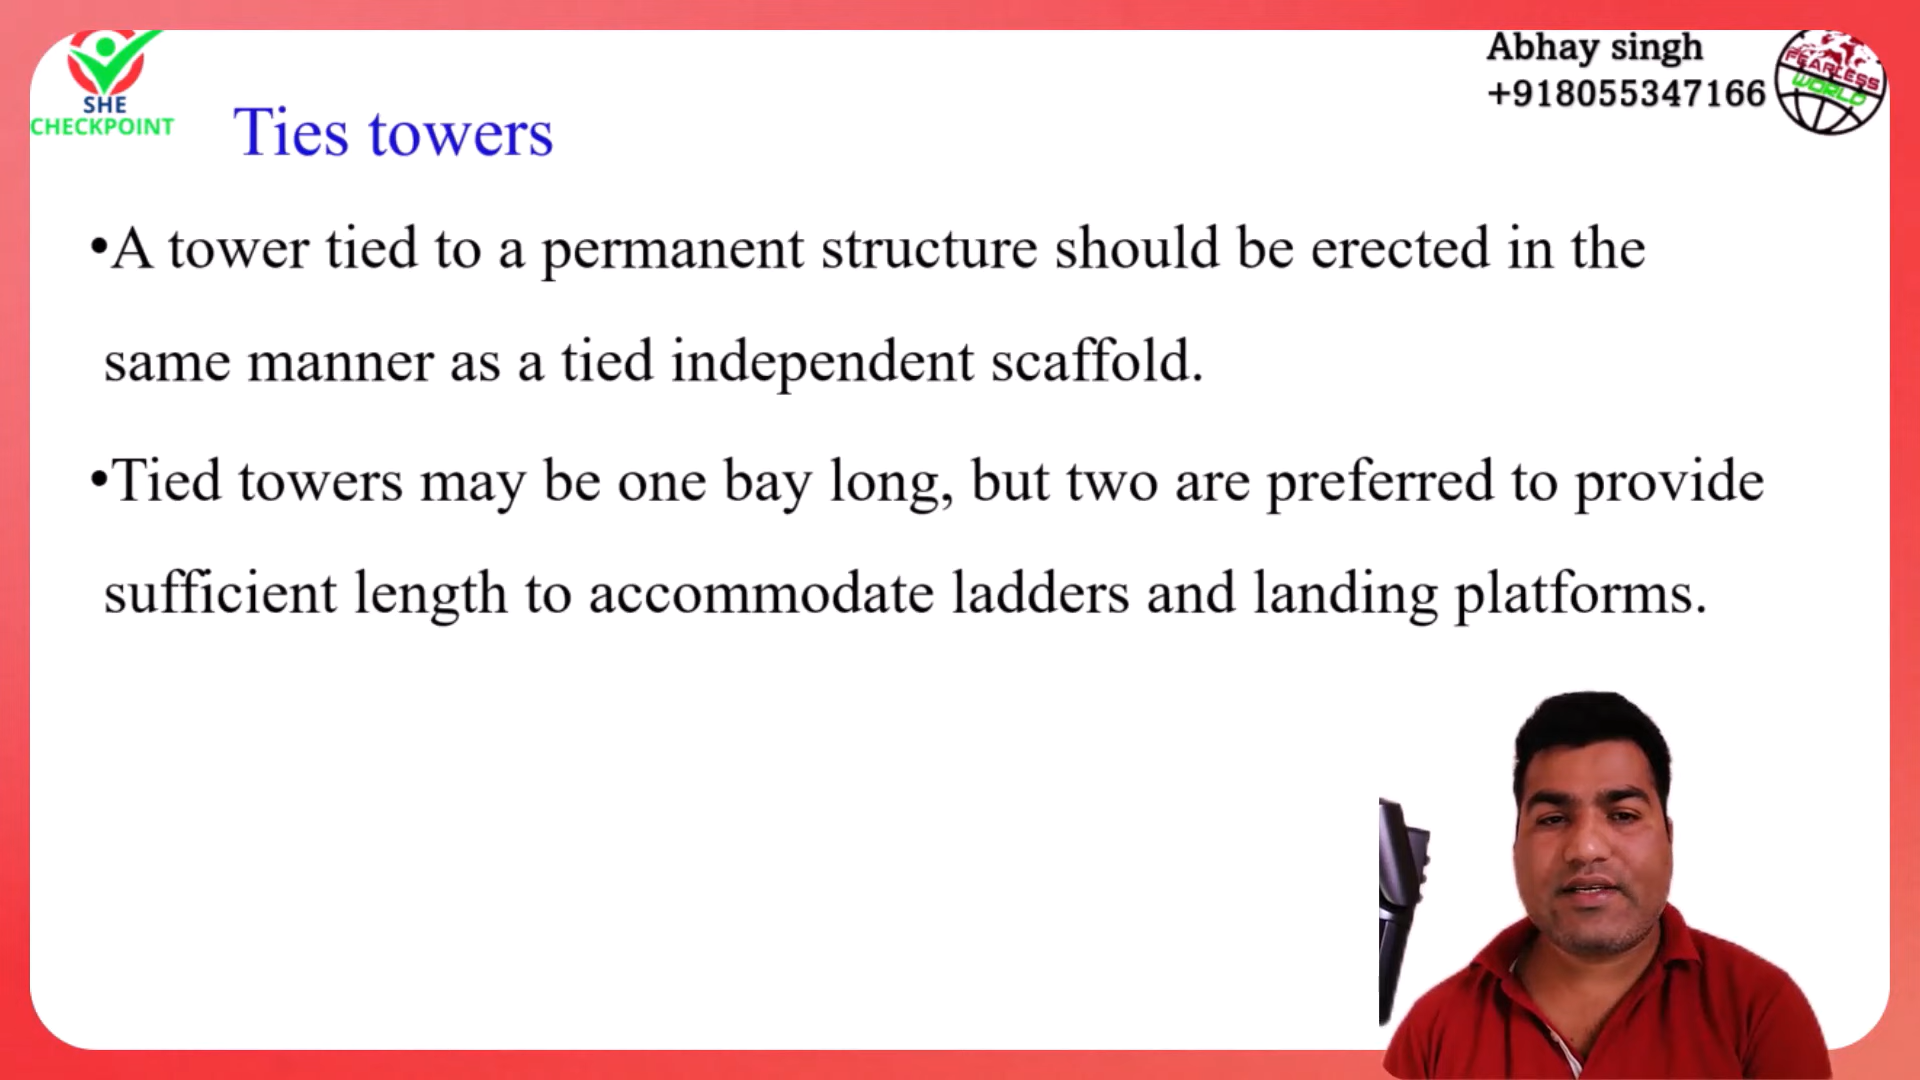 SHE
CHECKPOINT
Abhay singh
+918055347166
FEARLESS
WORLD
Ties towers
•A tower tied to a permanent structure should be erected in the
same manner as a tied independent scaffold.
•Tied towers may be one bay long, but two are preferred to provide
sufficient length to accommodate ladders and landing platforms.